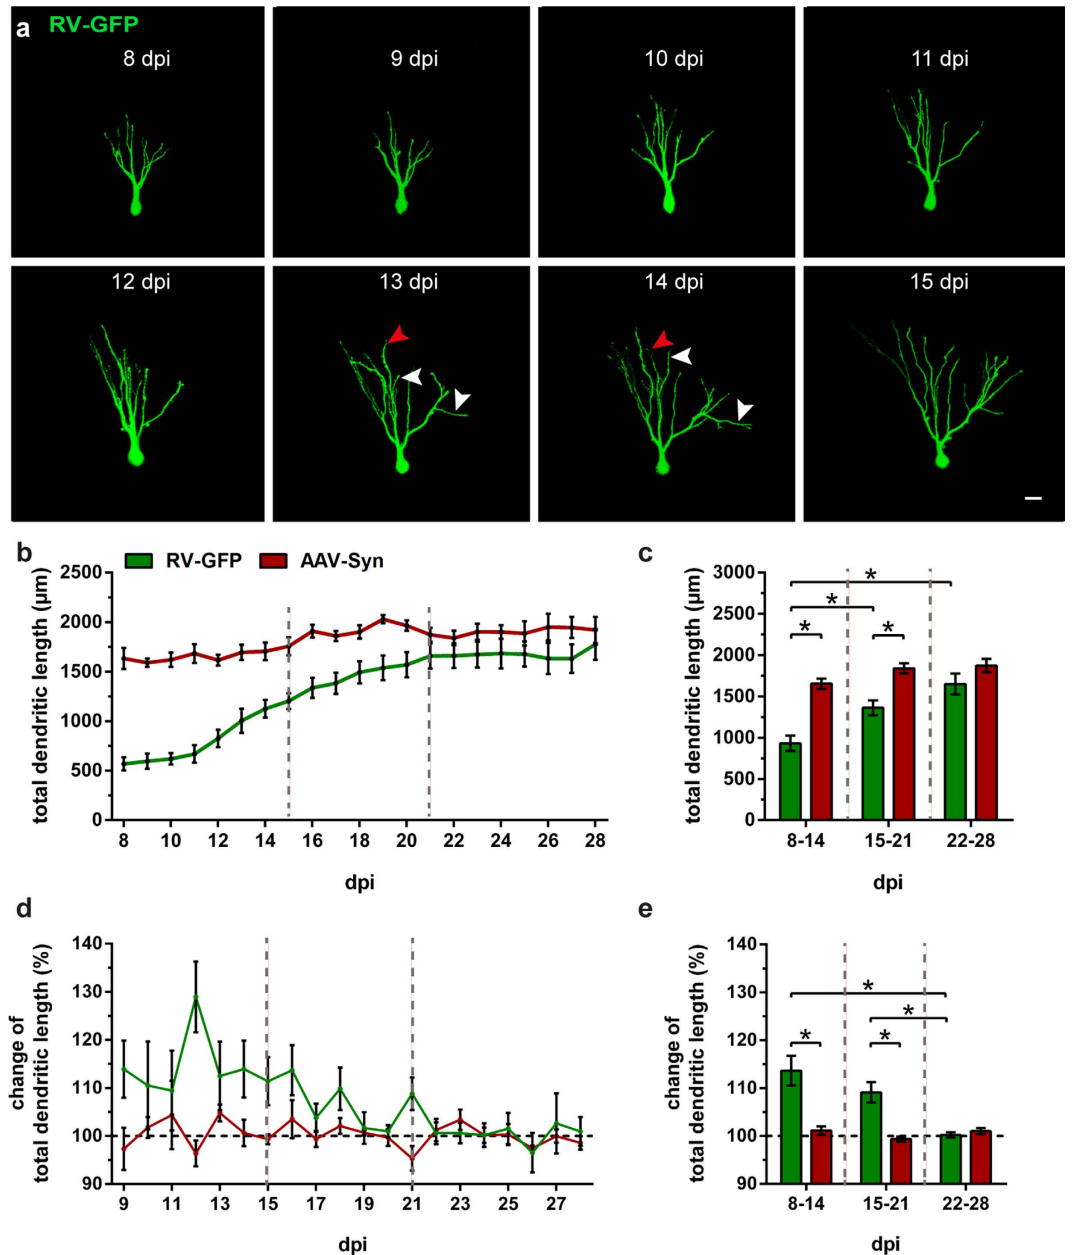 a RV-GFP
8 dpi 9 dpi 10 dpi 11 dpi
12 dpi 13 dpi 14 dpi 15 dpi
b
RV-GFP AAV-Syn
total dendritic length (µm)
2500
2000
1500
1000
500
0
8 10 12 14 16 18 20 22 24 26 28
dpi
c
total dendritic length (µm)
3000
2500
2000
1500
1000
500
0
*
*
* *
8-14 15-21 22-28
dpi
d
change of
total dendritic length (%)
140
130
120
110
100
90
9 11 13 15 17 19 21 23 25 27
dpi
e
change of
total dendritic length (%)
140
130
120
110
100
90
*
*
* *
8-14 15-21 22-28
dpi